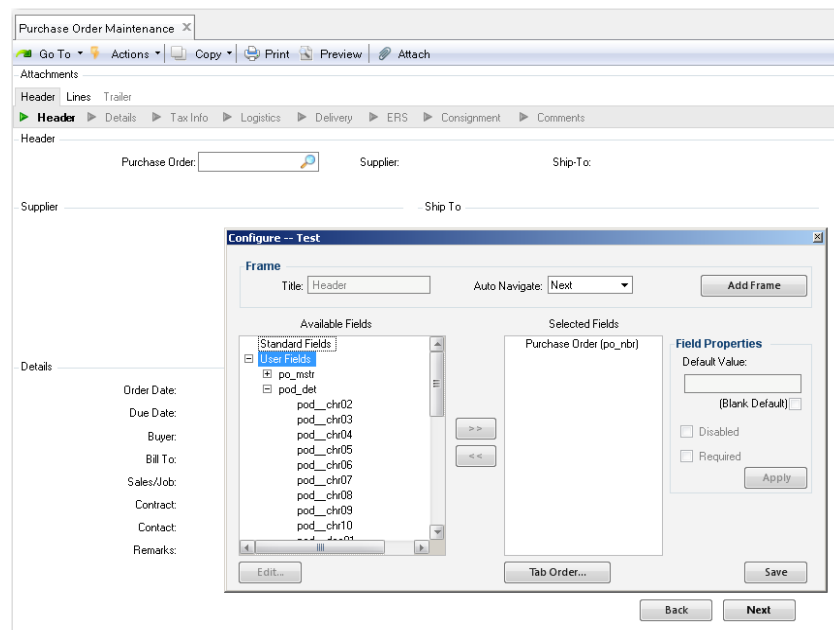 Purchase Order Maintenance X
Go To Actions Copy Print Preview Attach
Attachments
Header Lines Trailer
Header Details Tax Info Logistics Delivery ERS Consignment Comments
Header
Purchase Order: Supplier: Ship-To:
Supplier Ship To
Configure -- Test
Frame
Title: Header Auto Navigate: Next Add Frame
Available Fields Selected Fields
Standard Fields Purchase Order (po_nbr) Field Properties
User Fields Default Value:
po_mstr
pod_det
pod__chr02 (Blank Default)
pod__chr03
pod__chr04 Disabled
pod__chr05
pod__chr06 Required
pod__chr07
pod__chr08 Apply
pod__chr09
pod__chr10
>>
<<
Edit... Tab Order... Save
Details
Order Date:
Due Date:
Buyer:
Bill To:
Sales/Job:
Contract:
Contact:
Remarks:
Back Next